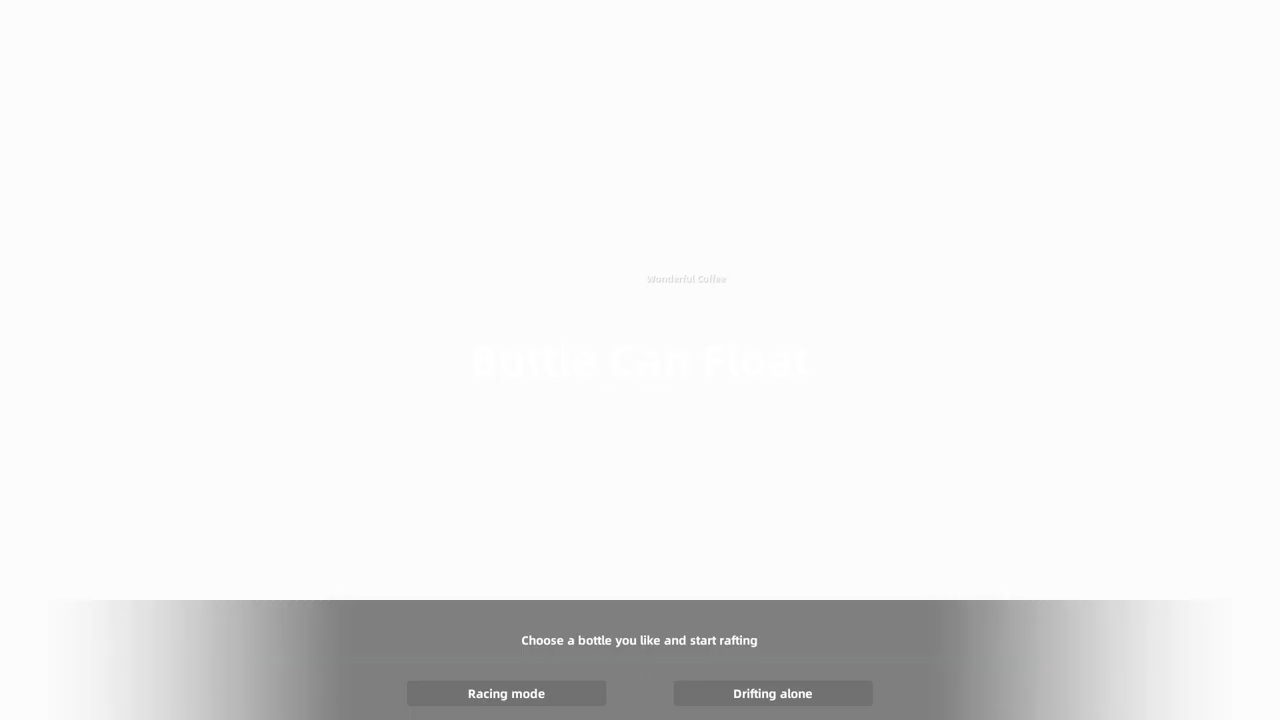 Wonderful Coffee
Bottle Can Float
Choose a bottle you like and start rafting
Racing mode
Drifting alone